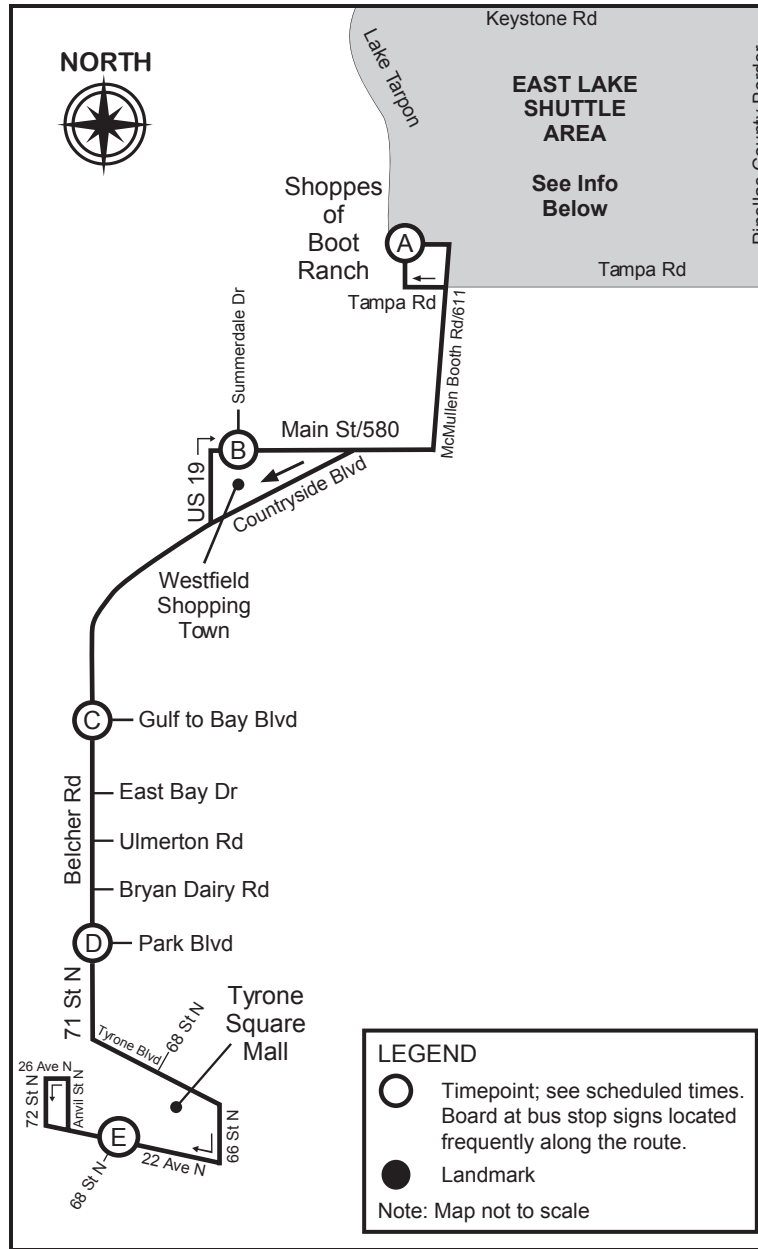 Keystone Rd
NORTH
Lake Tarpon
EAST LAKE
SHUTTLE
AREA
See Info
Below
Pinellas County Border
Shoppes
of
Boot
Ranch
A
Tampa Rd
Tampa Rd
McMullen Booth Rd/611
Summerdale Dr
Main St/580
B
US 19
Countryside Blvd
Westfield
Shopping
Town
C
Gulf to Bay Blvd
Belcher Rd
East Bay Dr
Ulmerton Rd
Bryan Dairy Rd
D
Park Blvd
71 St N
Tyrone Blvd
68 St N
Tyrone
Square
Mall
26 Ave N
72 St N
Anvil St N
E
68 St N
22 Ave N
66 St N
LEGEND
Timepoint; see scheduled times.
Board at bus stop signs located
frequently along the route.
Landmark
Note: Map not to scale